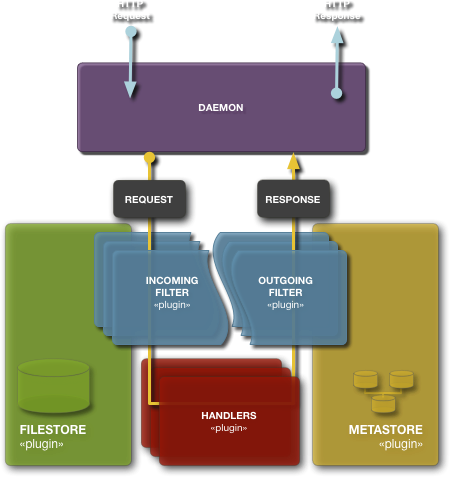 HTTP
Request
HTTP
Response
DAEMON
REQUEST
RESPONSE
INCOMING
FILTER
«plugin»
OUTGOING
FILTER
«plugin»
HANDLERS
«plugin»
FILESTORE
«plugin»
METASTORE
«plugin»